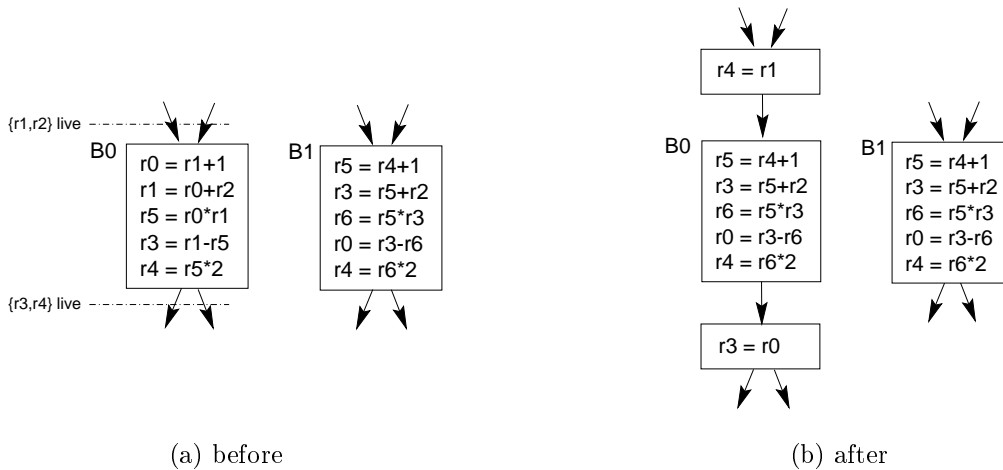 {r1,r2} live
B0
r0 = r1+1
r1 = r0+r2
r5 = r0*r1
r3 = r1-r5
r4 = r5*2
{r3,r4} live
B1
r5 = r4+1
r3 = r5+r2
r6 = r5*r3
r0 = r3-r6
r4 = r6*2
(a) before
r4 = r1
B0
r5 = r4+1
r3 = r5+r2
r6 = r5*r3
r0 = r3-r6
r4 = r6*2
r3 = r0
B1
r5 = r4+1
r3 = r5+r2
r6 = r5*r3
r0 = r3-r6
r4 = r6*2
(b) after